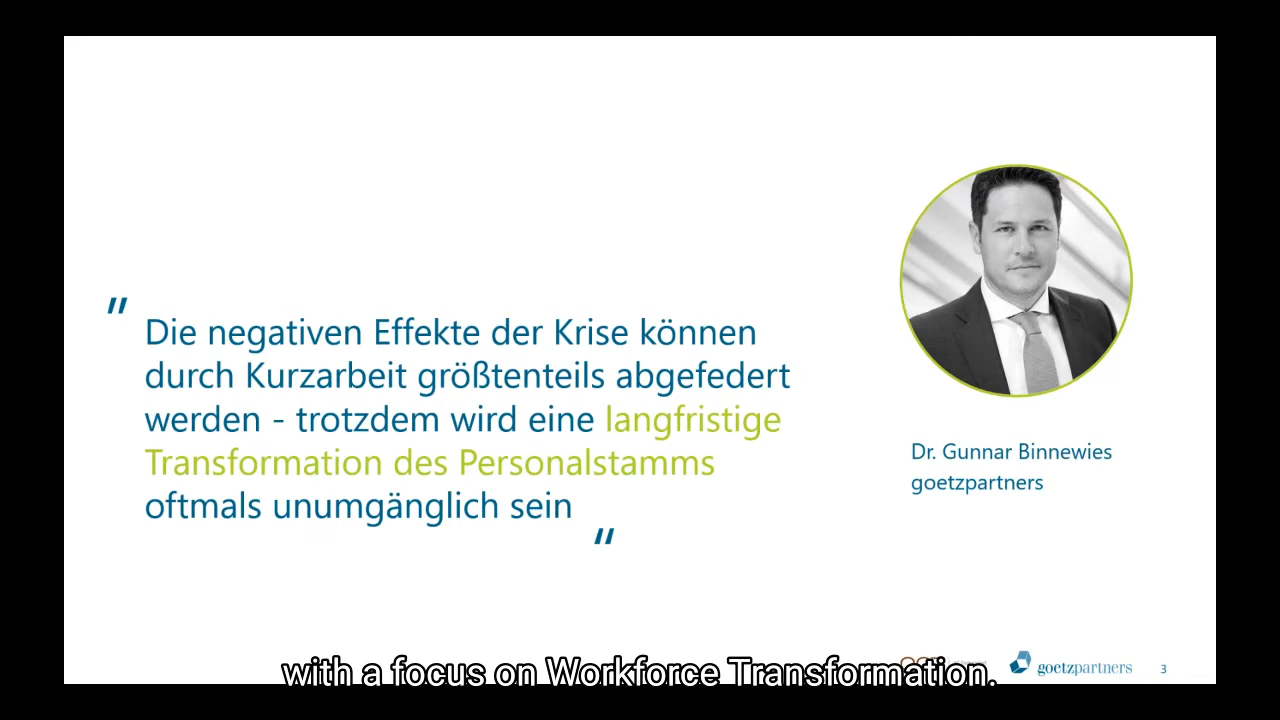 "
Die negativen Effekte der Krise können
durch Kurzarbeit größtenteils abgefedert
werden - trotzdem wird eine langfristige
Transformation des Personalstamms
oftmals unumgänglich sein
"
Dr. Gunnar Binnewies
goetzpartners
with a focus on Workforce Transformation.
goetzpartners
3